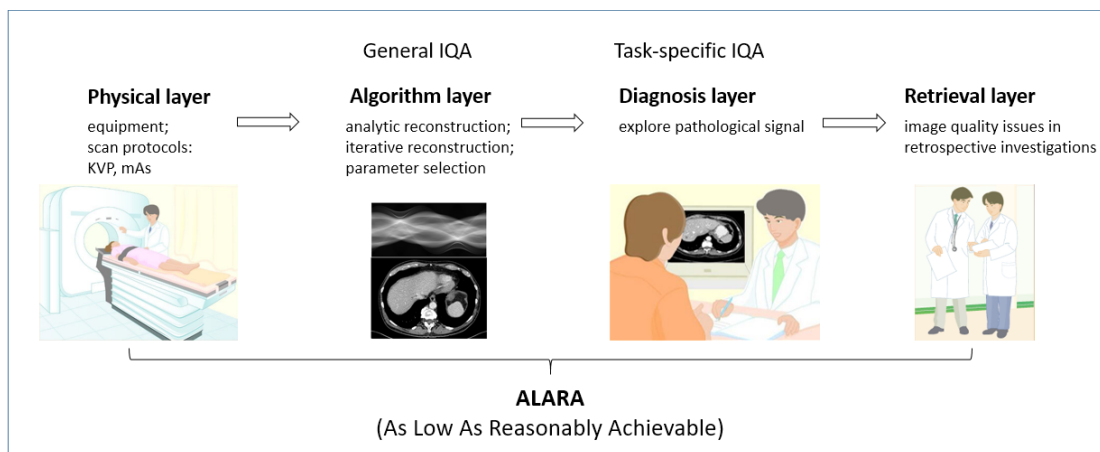 General IQA
Task-specific IQA
Physical layer
equipment;
scan protocols:
KVP, mAs
Algorithm layer
analytic reconstruction;
iterative reconstruction;
parameter selection
Diagnosis layer
explore pathological signal
Retrieval layer
image quality issues in
retrospective investigations
ALARA
(As Low As Reasonably Achievable)